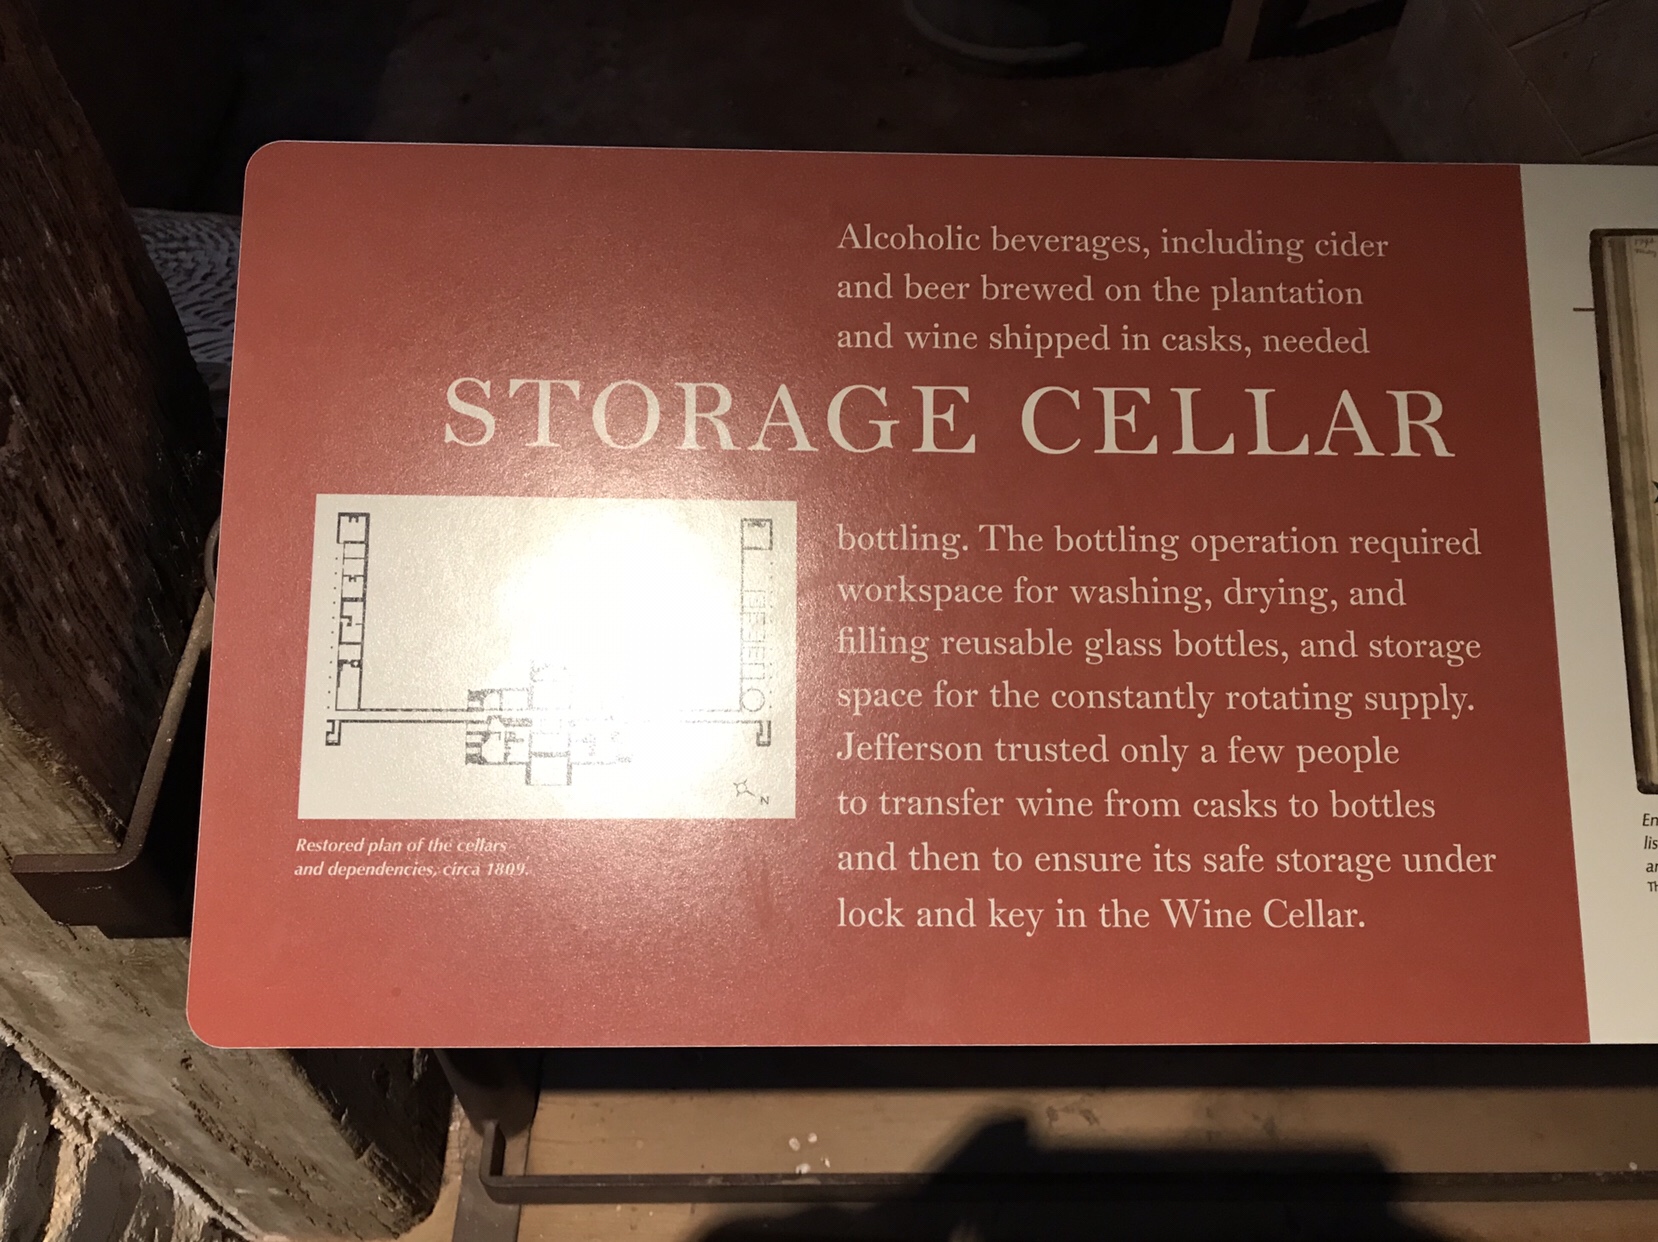 Alcoholic beverages, including cider
and beer brewed on the plantation
and wine shipped in casks, needed
STORAGE CELLAR
bottling. The bottling operation required
workspace for washing, drying, and
filling reusable glass bottles, and storage
space for the constantly rotating supply.
Jefferson trusted only a few people
to transfer wine from casks to bottles
and then to ensure its safe storage under
lock and key in the Wine Cellar.
N
Restored plan of the cellars
and dependencies, circa 1809.